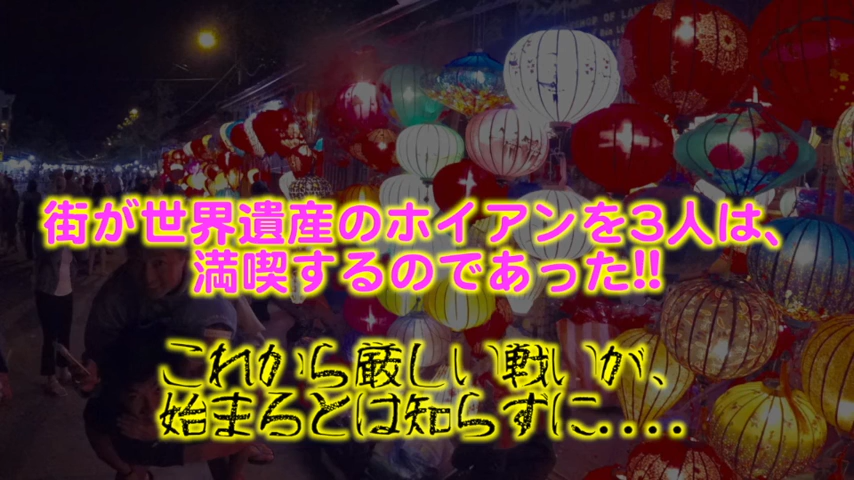 街が世界遺産のホイアンを3人は、
満喫するのであった!!
これから厳しい戦いが、
始まるとは知らずに....